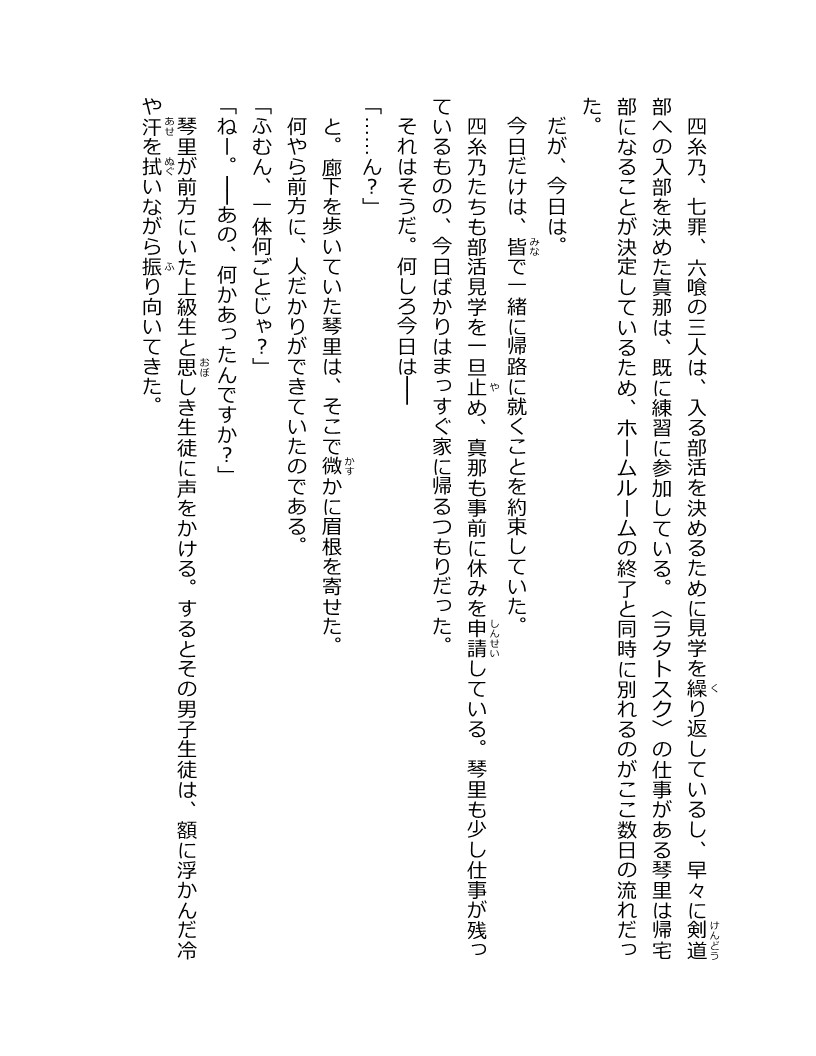 四糸乃、七罪、六喰の三人は、入る部活を決めるために見学を繰り返しているし、早々に剣道
部への入部を決めた真那は、既に練習に参加している。〈ラタトスク〉の仕事がある琴里は帰宅
部になることが決定しているため、ホームルームの終了と同時に別れるのがここ数日の流れだっ
た。
だが、今日は。
今日だけは、皆で一緒に帰路に就くことを約束していた。
四糸乃たちも部活見学を一旦止め、真那も事前に休みを申請している。琴里も少し仕事が残っ
ているものの、今日ばかりはまっすぐ家に帰るつもりだった。
それはそうだ。何しろ今日は――
「……ん?」
と。廊下を歩いていた琴里は、そこで微かに眉根を寄せた。
何やら前方に、人だかりができていたのである。
「ふむん、一体何ごとじゃ?」
「ねー。――あの、何かあったんですか?」
琴里が前方にいた上級生と思しき生徒に声をかける。するとその男子生徒は、額に浮かんだ冷
や汗を拭いながら振り向いてきた。